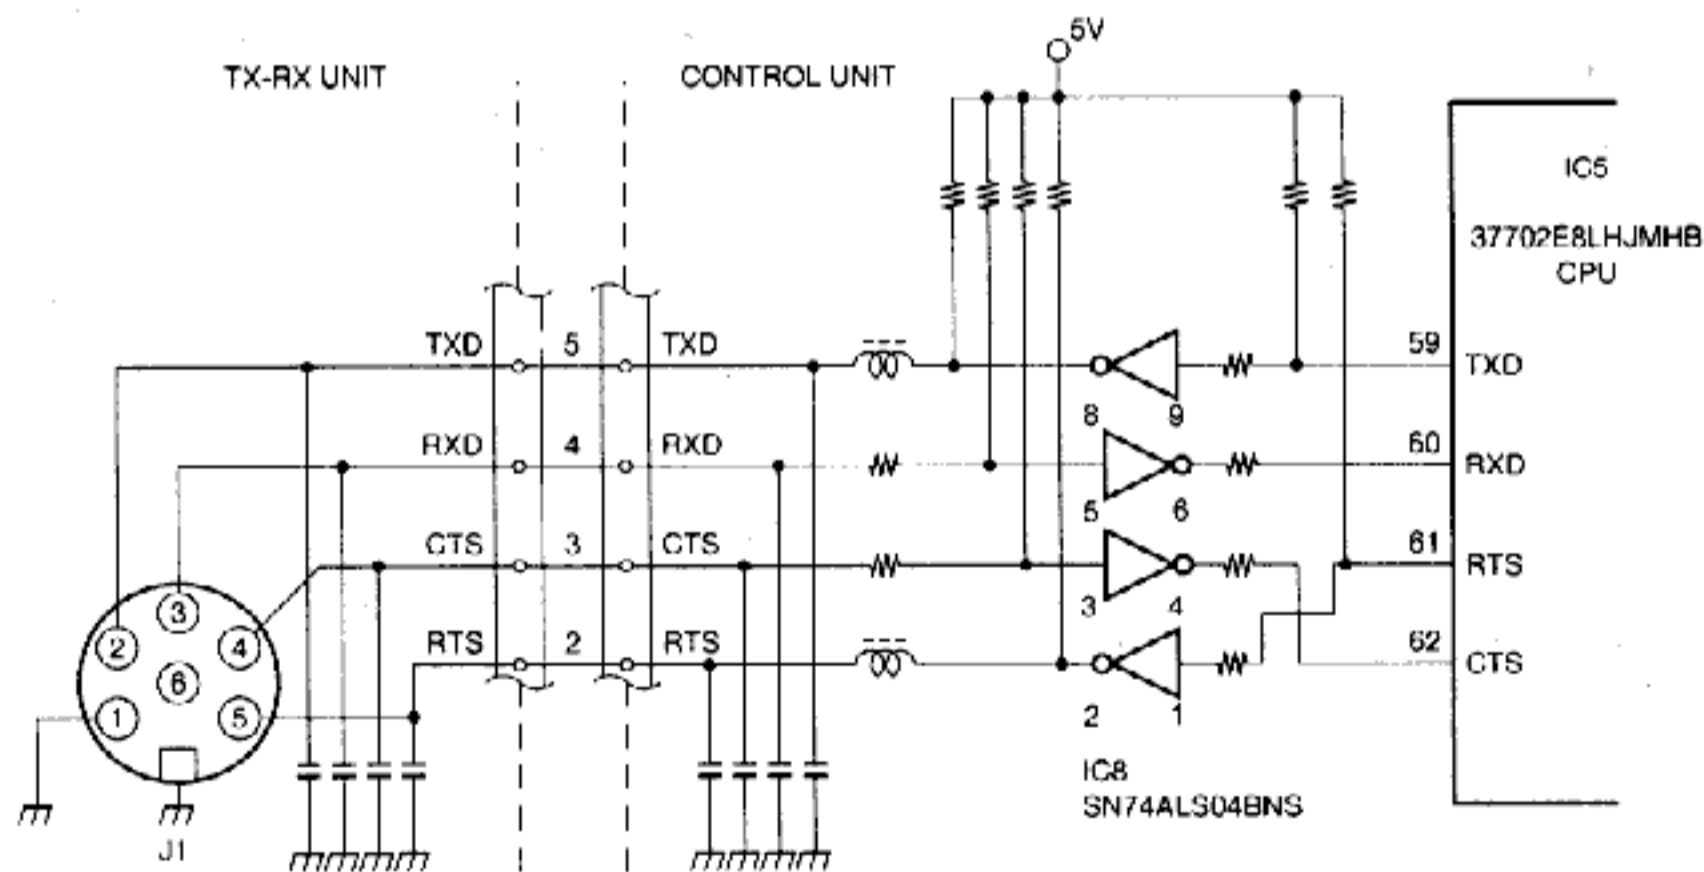 5V
TX-RX UNIT
CONTROL UNIT
IC5
37702E8LHJMHB
CPU
TXD 5 TXD
8 9
59 TXD
RXD 4 RXD
5 6
60 RXD
CTS 3 CTS
3 4
61 RTS
RTS 2 RTS
2 1
62 CTS
3
2 4
6
1 5
J1
IC8
SN74ALS04BNS